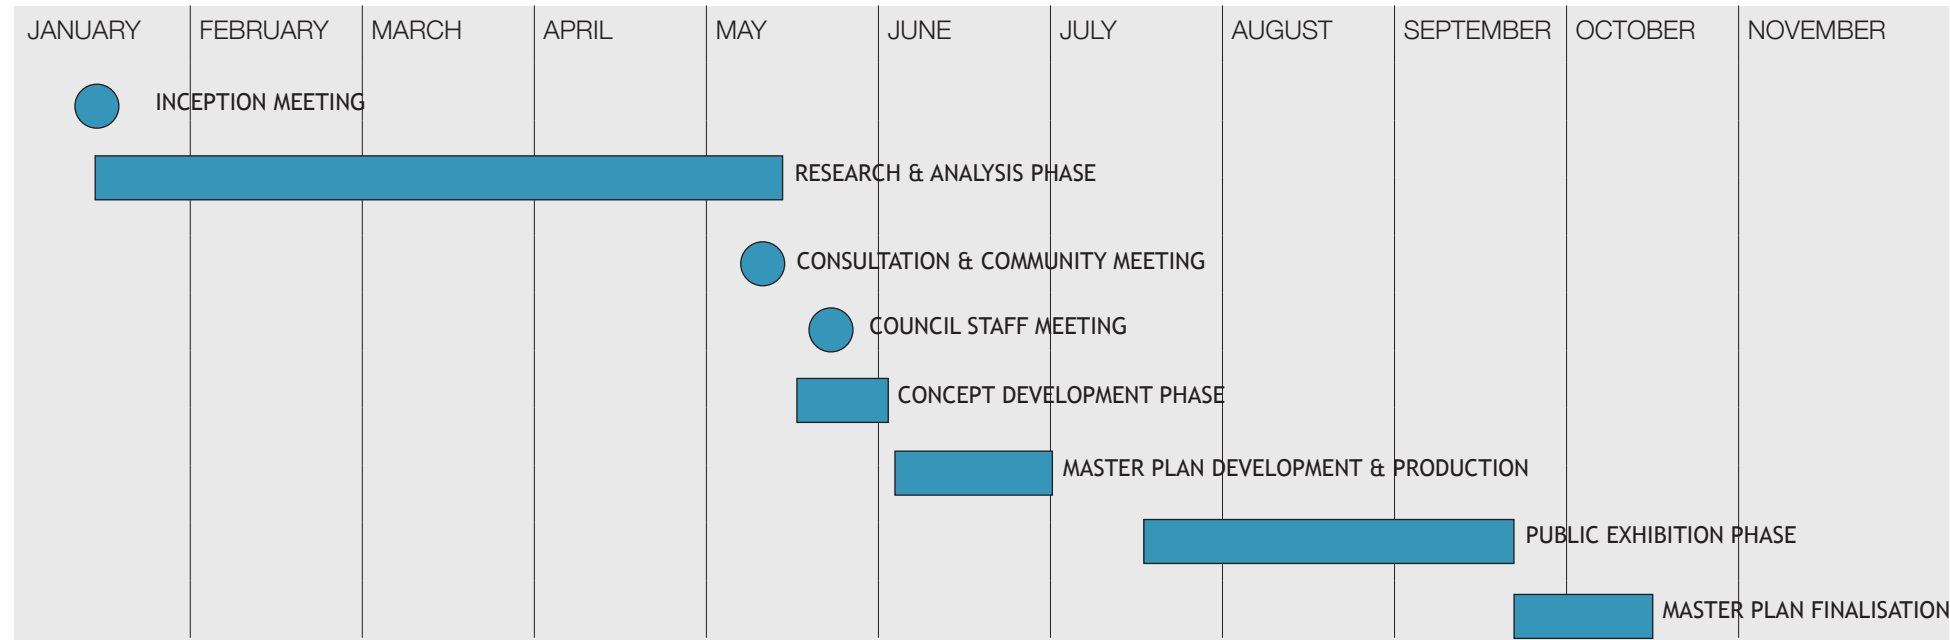 JANUARY FEBRUARY MARCH APRIL MAY JUNE JULY AUGUST SEPTEMBER OCTOBER NOVEMBER
INCEPTION MEETING
RESEARCH & ANALYSIS PHASE
CONSULTATION & COMMUNITY MEETING
COUNCIL STAFF MEETING
CONCEPT DEVELOPMENT PHASE
MASTER PLAN DEVELOPMENT & PRODUCTION
PUBLIC EXHIBITION PHASE
MASTER PLAN FINALISATION